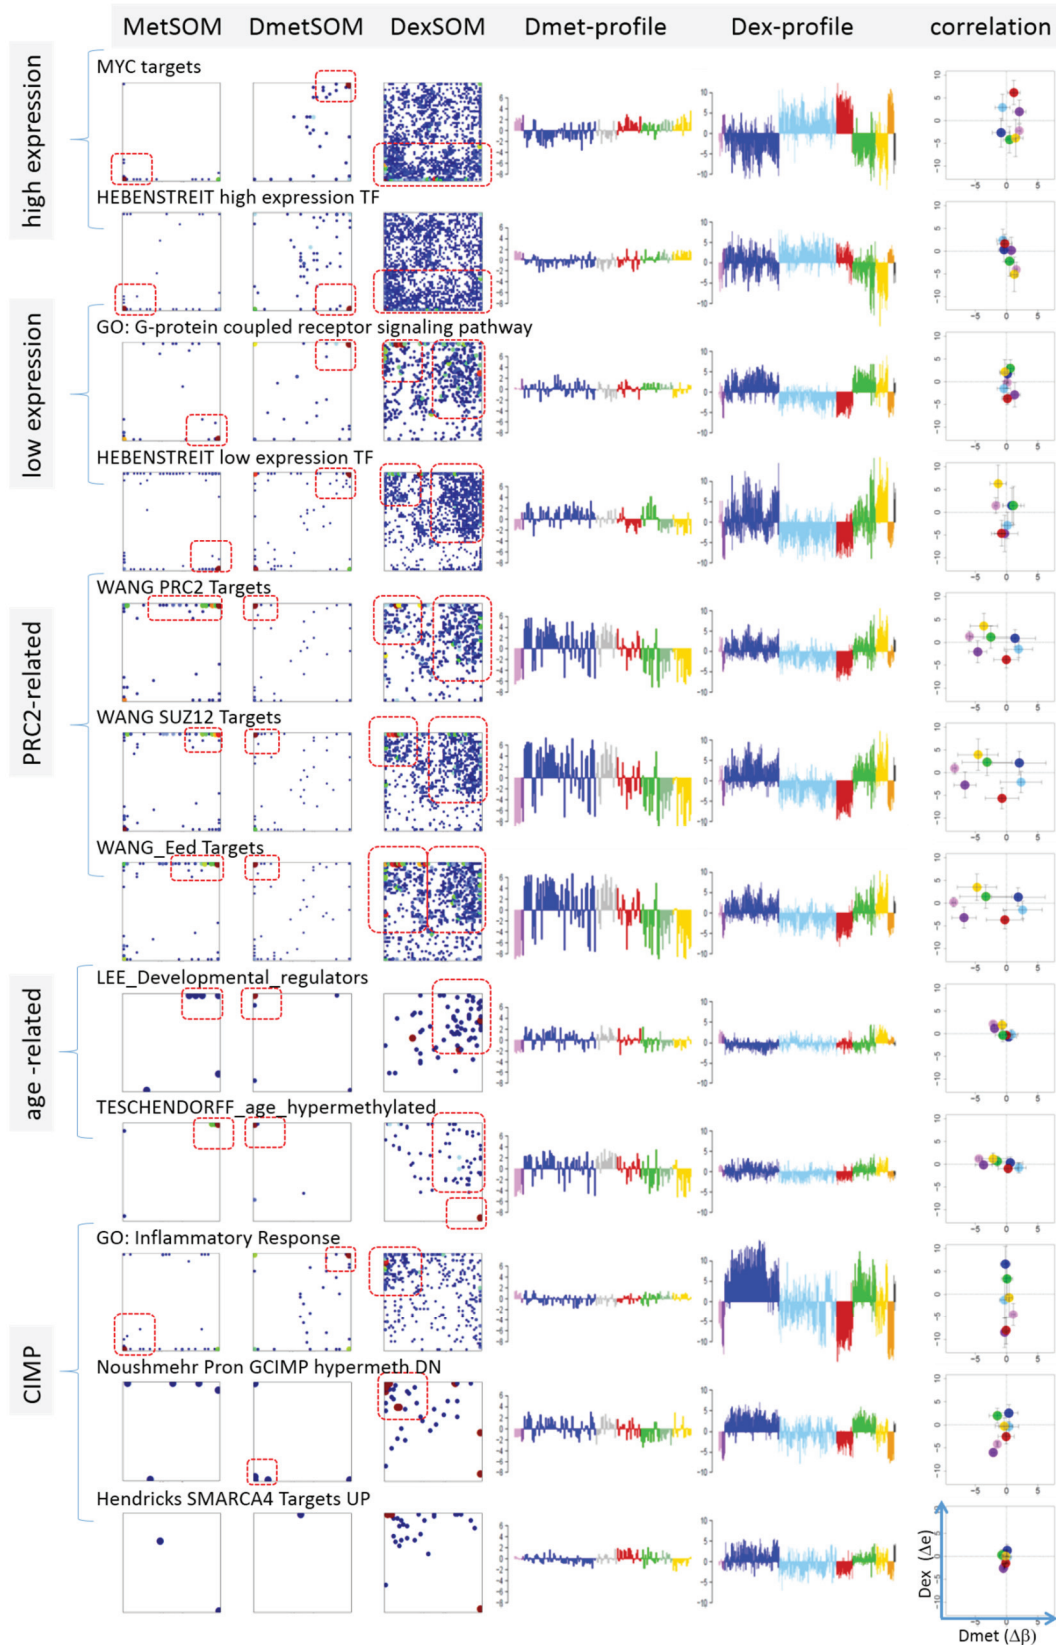 MetSOM DmetSOM DexSOM Dmet-profile Dex-profile correlation
high expression
MYC targets
HEBENSTREIT high expression TF
low expression
GO: G-protein coupled receptor signaling pathway
HEBENSTREIT low expression TF
PRC2-related
WANG PRC2 Targets
WANG SUZ12 Targets
WANG_Eed Targets
age -related
LEE_Developmental_regulators
TESCHENDORFF_age_hypermethylated
CIMP
GO: Inflammatory Response
Noushmehr Pron GCIMP hypermeth DN
Hendricks SMARCA4 Targets UP
Dex (Δe)
Dmet (Δβ)